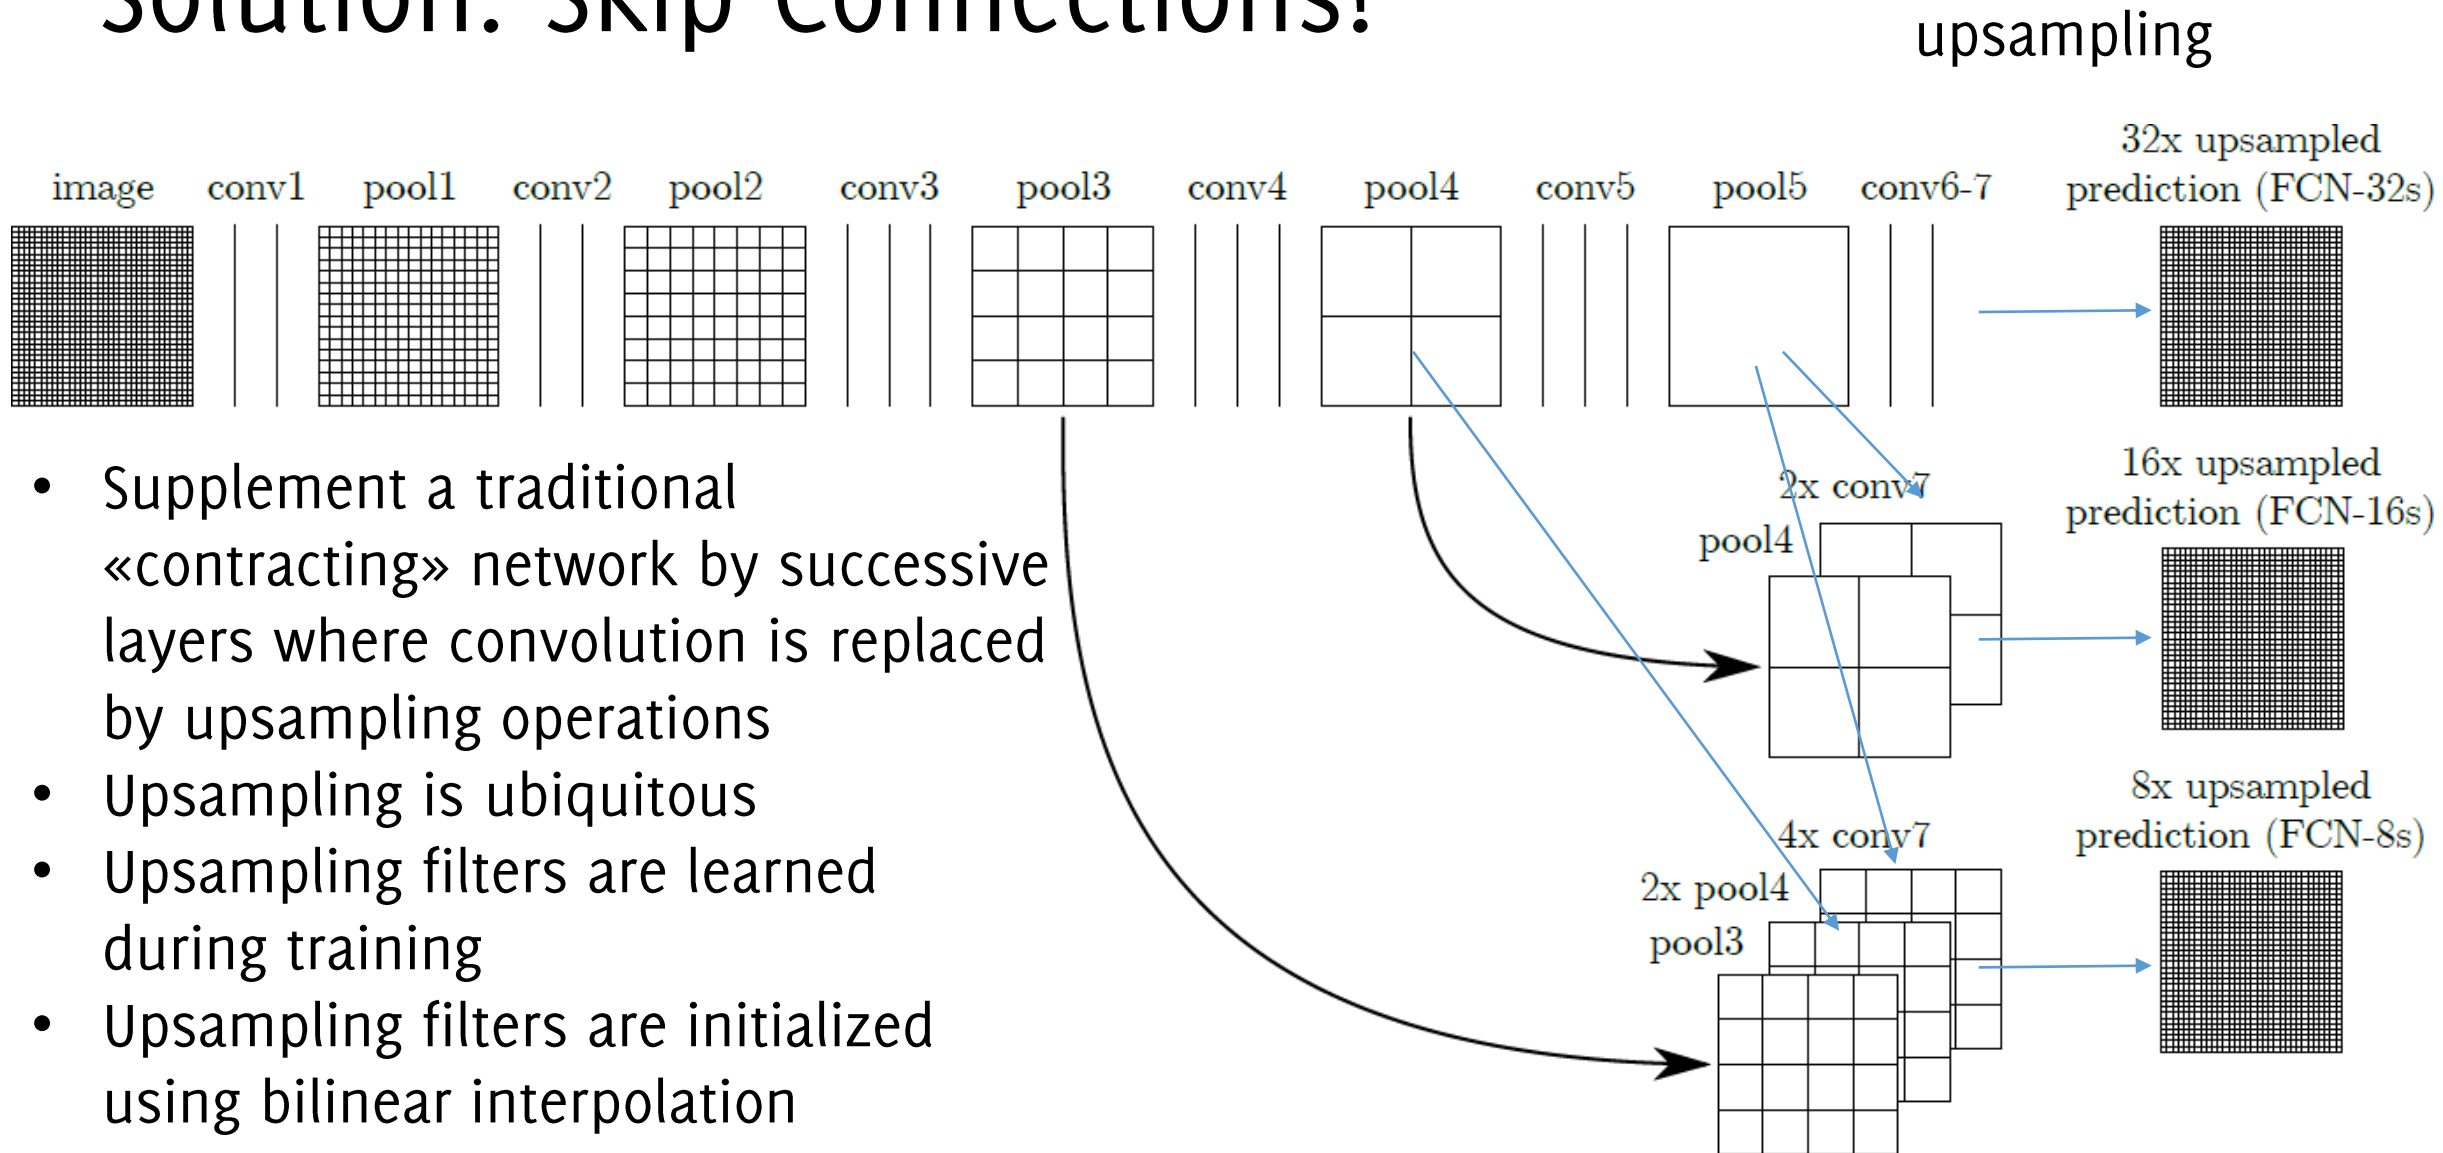 Solution: Skip Connections!
upsampling
image conv1 pool1 conv2 pool2 conv3 pool3 conv4 pool4 conv5 pool5 conv6-7
32x upsampled
prediction (FCN-32s)
• Supplement a traditional
«contracting» network by successive
layers where convolution is replaced
by upsampling operations
• Upsampling is ubiquitous
• Upsampling filters are learned
during training
• Upsampling filters are initialized
using bilinear interpolation
2x conv7
pool4
16x upsampled
prediction (FCN-16s)
4x conv7
2x pool4
pool3
8x upsampled
prediction (FCN-8s)